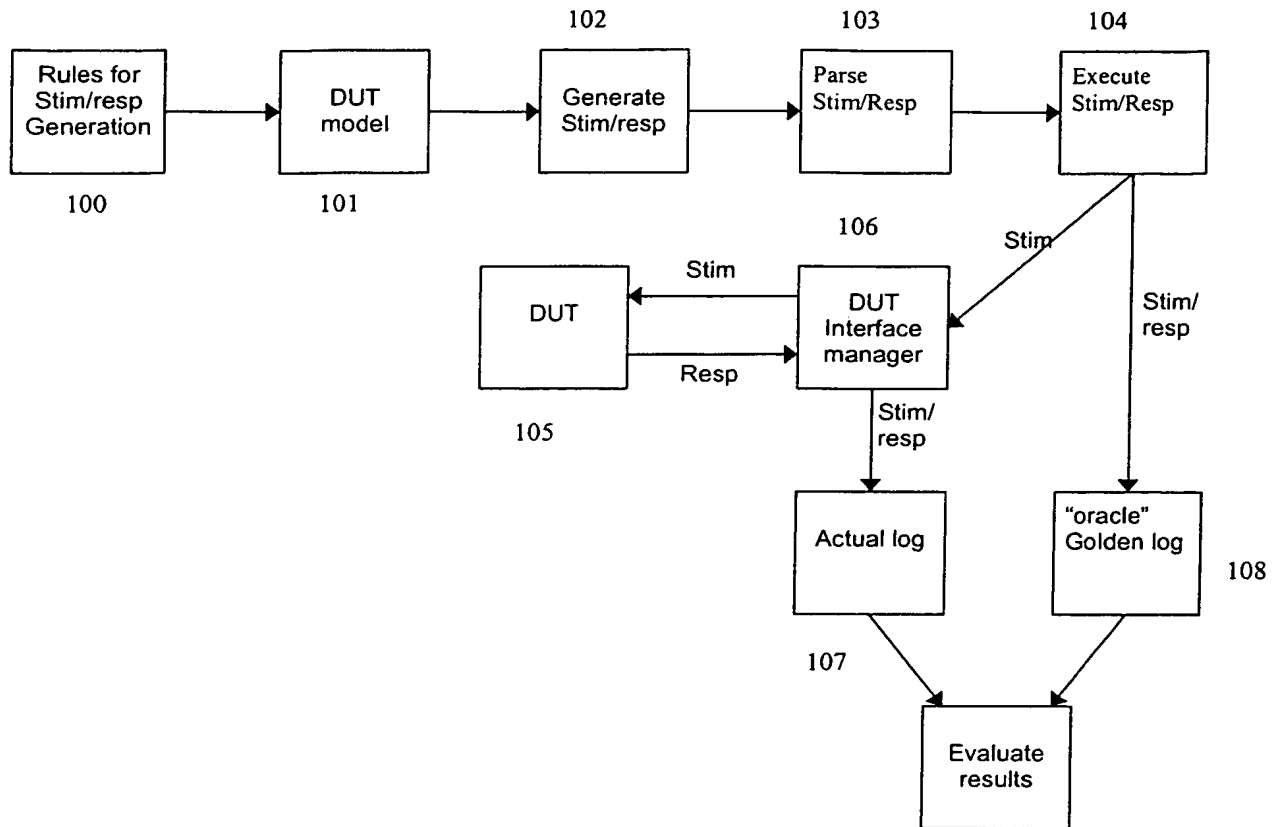 102
103
104
Rules for
Stim/resp
Generation
DUT
model
Generate
Stim/resp
Parse
Stim/Resp
Execute
Stim/Resp
100
101
106
Stim
Stim
DUT
DUT
Interface
manager
Stim/
resp
Resp
105
Stim/
resp
Actual log
"oracle"
Golden log
108
107
Evaluate
results